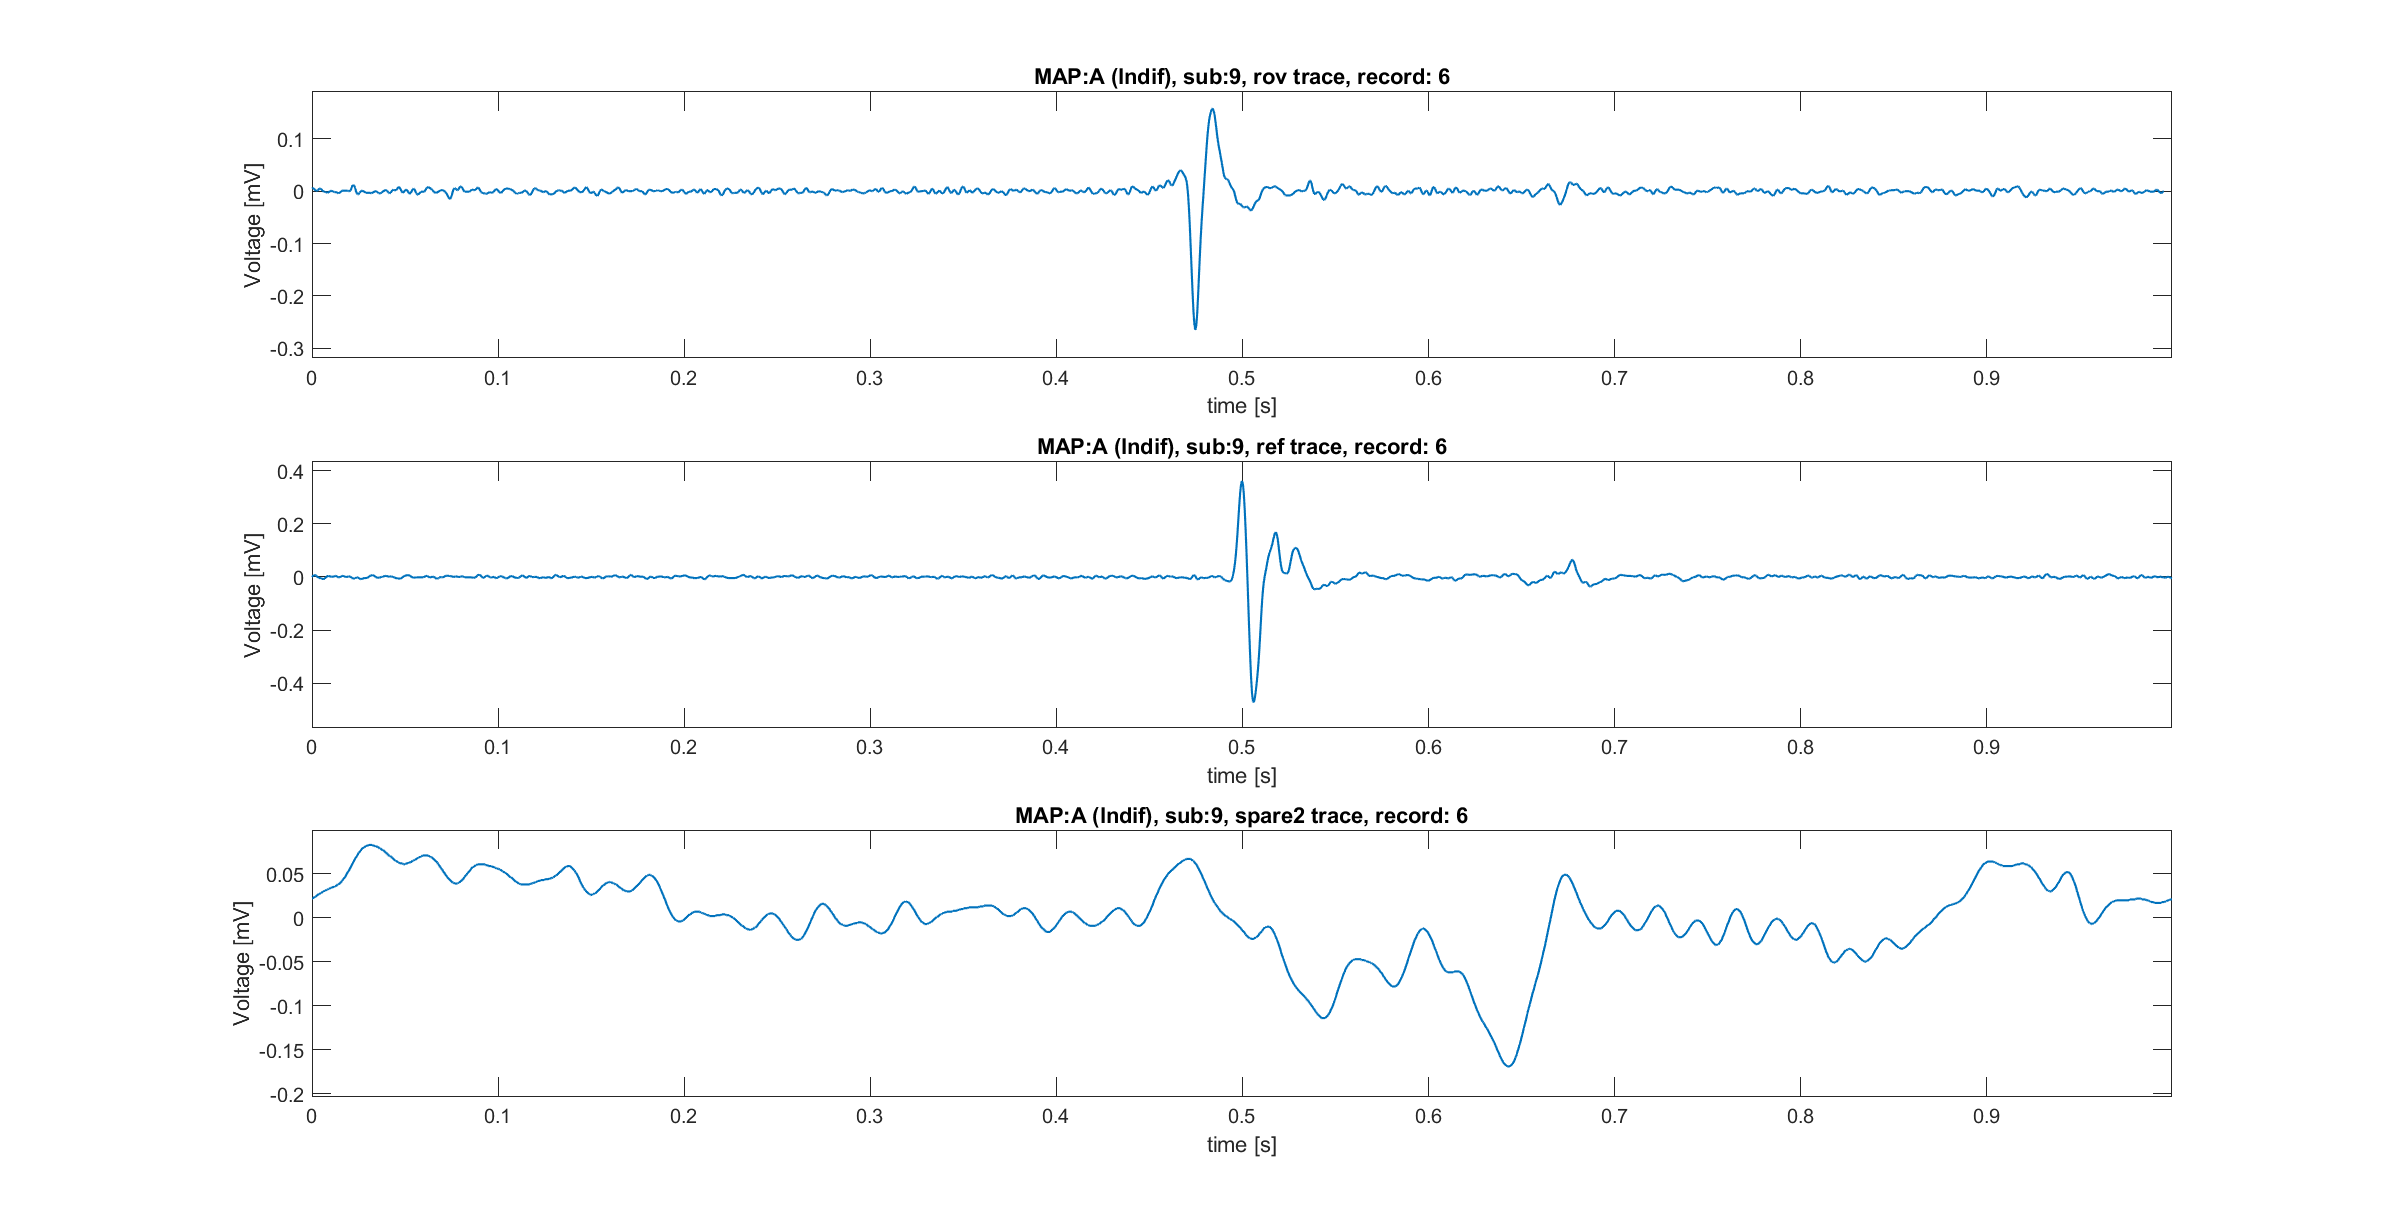 MAP:A (Indif), sub:9, rov trace, record: 6
Voltage [mV]
0.1
0
-0.1
-0.2
-0.3
0 0.1 0.2 0.3 0.4 0.5 0.6 0.7 0.8 0.9
time [s]
MAP:A (Indif), sub:9, ref trace, record: 6
Voltage [mV]
0.4
0.2
0
-0.2
-0.4
0 0.1 0.2 0.3 0.4 0.5 0.6 0.7 0.8 0.9
time [s]
MAP:A (Indif), sub:9, spare2 trace, record: 6
Voltage [mV]
0.05
0
-0.05
-0.1
-0.15
-0.2
0 0.1 0.2 0.3 0.4 0.5 0.6 0.7 0.8 0.9
time [s]